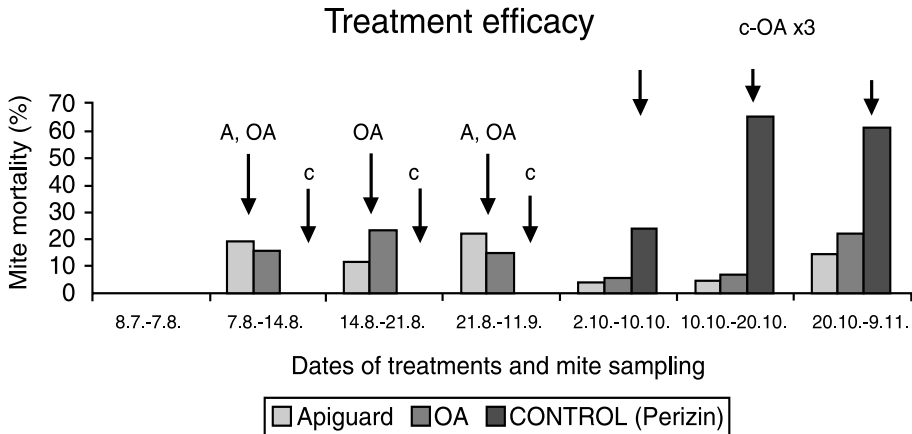 Treatment efficacy
c-OA x3
Mite mortality (%)
70
60
50
40
30
20
10
0
A, OA
c
OA
c
A, OA
c
8.7.-7.8.
7.8.-14.8.
14.8.-21.8.
21.8.-11.9.
2.10.-10.10.
10.10.-20.10.
20.10.-9.11.
Dates of treatments and mite sampling
Apiguard OA CONTROL (Perizin)